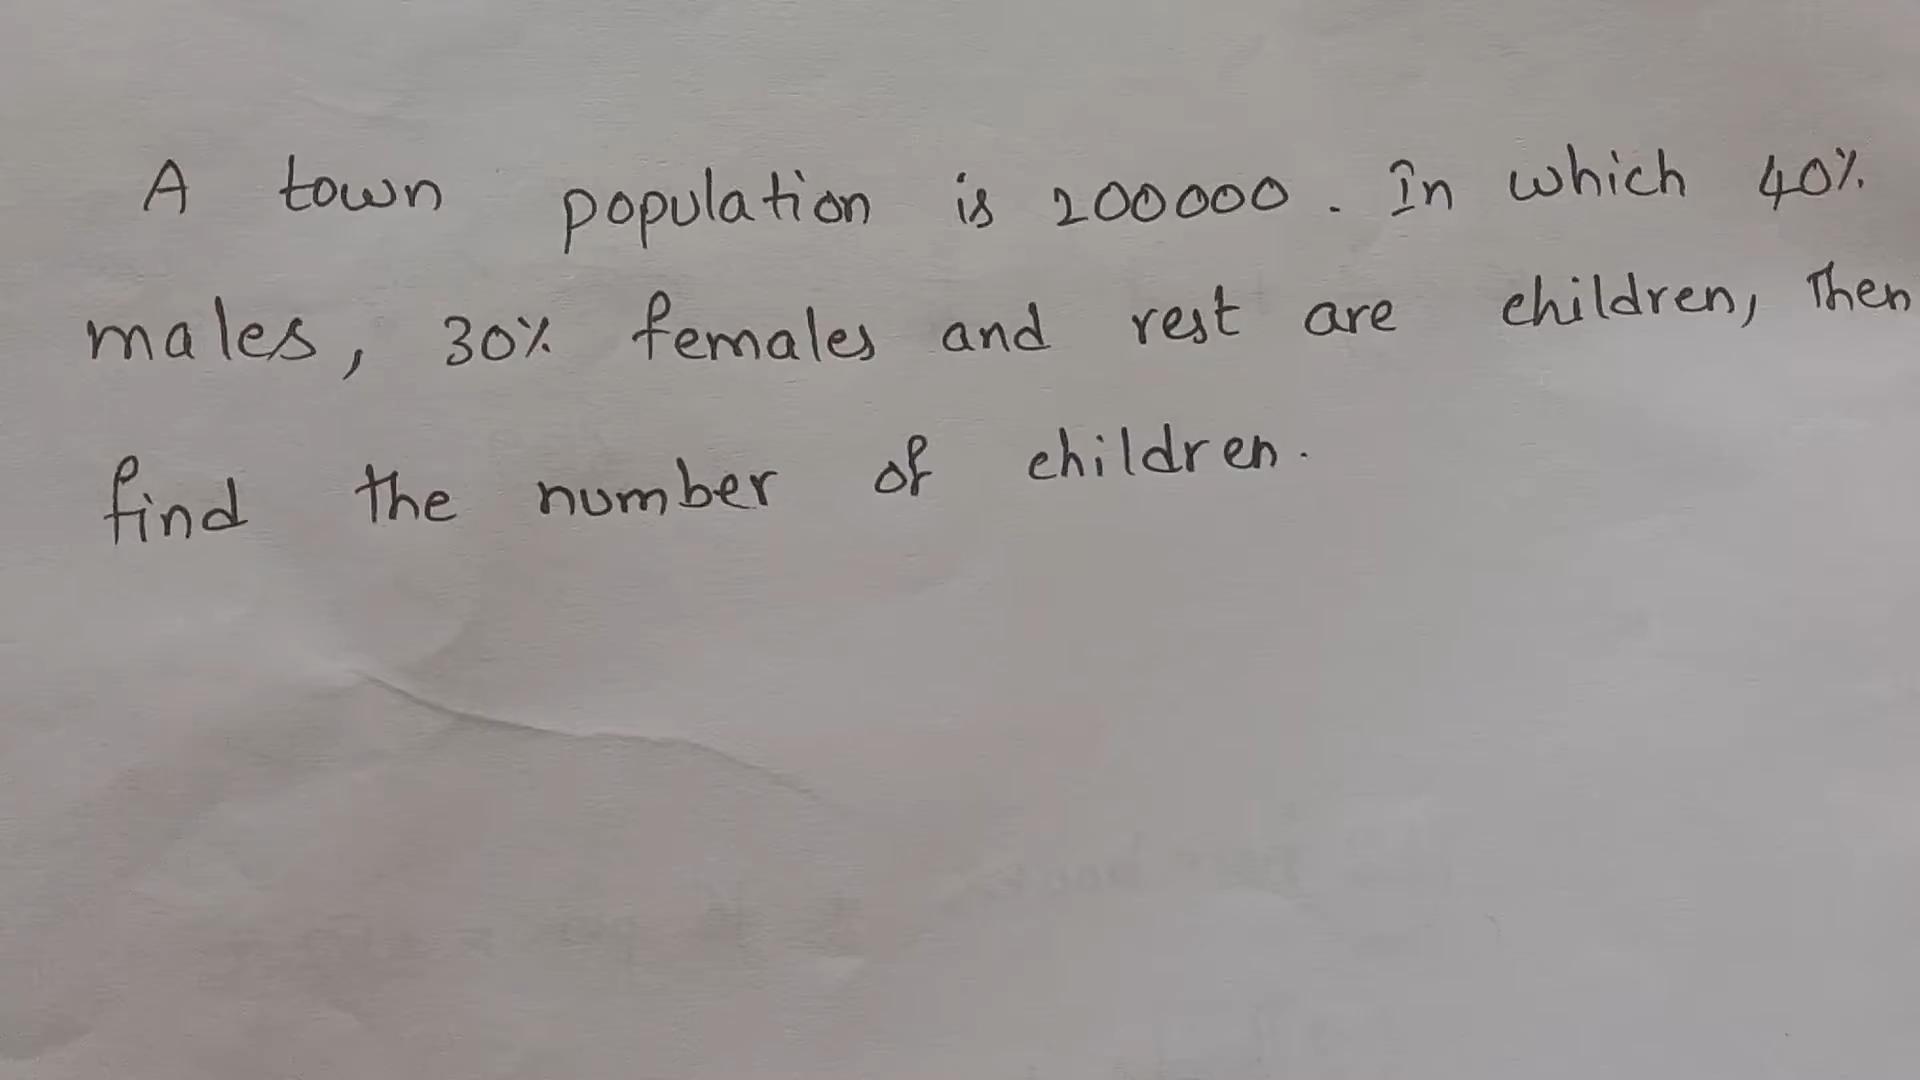 A town population is 200000. In which 40%
males, 30% females and rest are children, Then
find the number of children.